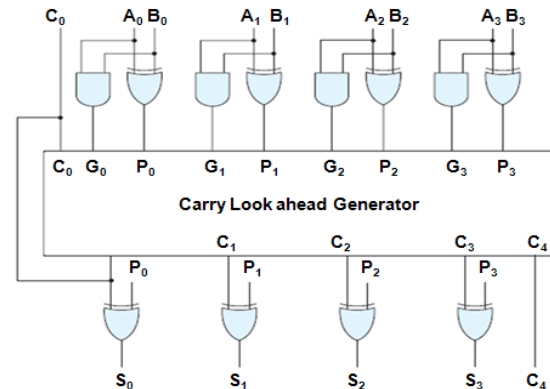 C₀ A₀ B₀ A₁ B₁ A₂ B₂ A₃ B₃
C₀ G₀ P₀ G₁ P₁ G₂ P₂ G₃ P₃
Carry Look ahead Generator
C₁ C₂ C₃ C₄
P₀ P₁ P₂ P₃
S₀ S₁ S₂ S₃ C₄